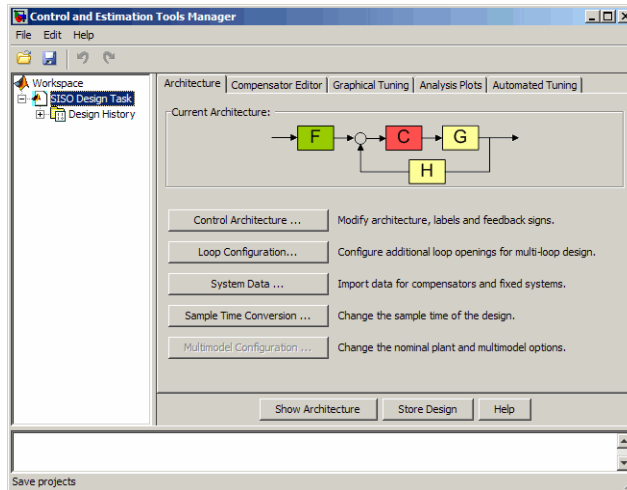 Control and Estimation Tools Manager
File Edit Help
Workspace
SISO Design Task
Design History
Architecture Compensator Editor Graphical Tuning Analysis Plots Automated Tuning
Current Architecture:
F C G
H
Control Architecture ... Modify architecture, labels and feedback signs.
Loop Configuration... Configure additional loop openings for multi-loop design.
System Data ... Import data for compensators and fixed systems.
Sample Time Conversion ... Change the sample time of the design.
Multimodel Configuration ... Change the nominal plant and multimodel options.
Show Architecture Store Design Help
Save projects